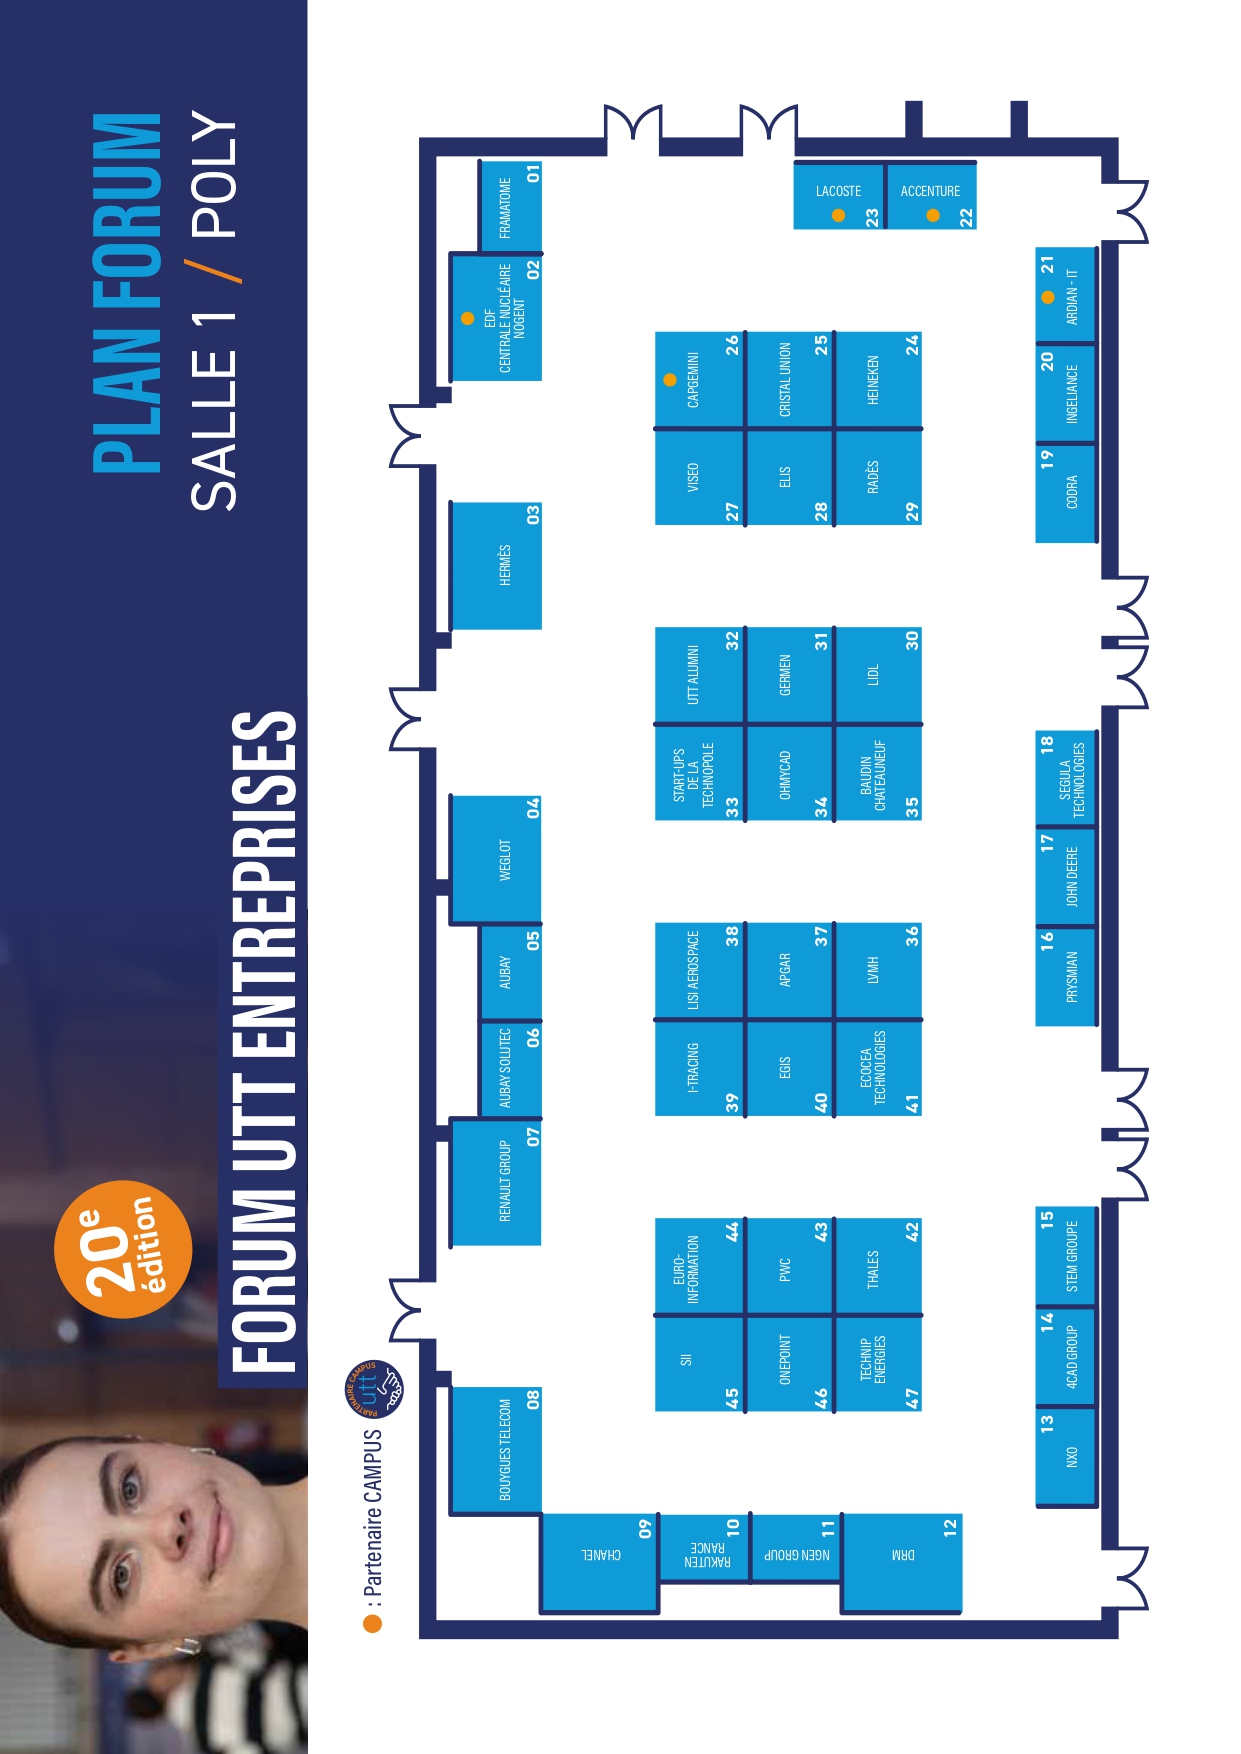 PLAN FORUM
SALLE 1 / POLY
20e
édition
FORUM UTT ENTREPRISES
: Partenaire CAMPUS
PARTENAIRE CAMPUS
utt
FRAMATOME
01
EDF
CENTRALE NUCLÉAIRE
NOGENT
02
HERMÈS
03
WEGLOT
04
AUBAY
05
AUBAY SOLUTEC
06
RENAULT GROUP
07
BOUYGUES TELECOM
08
CHANEL
09
RAKUTEN
RANCE
10
NGEN GROUP
11
DRM
12
NXO
13
4CAD GROUP
14
STEM GROUPE
15
PRYSMIAN
16
JOHN DEERE
17
SEGULA
TECHNOLOGIES
18
CODRA
19
INGELIANCE
20
ARDIAN - IT
21
ACCENTURE
22
LACOSTE
23
HEINEKEN
24
CRISTAL UNION
25
CAPGEMINI
26
VISEO
27
ELIS
28
RADÈS
29
LIDL
30
GERMEN
31
UTT ALUMNI
32
START-UPS
DE LA
TECHNOPOLE
33
OHMYCAD
34
BAUDIN
CHATEAUNEUF
35
LVMH
36
APGAR
37
LISI AEROSPACE
38
I-TRACING
39
EGIS
40
ECOCEA
TECHNOLOGIES
41
THALES
42
PWC
43
EURO-
INFORMATION
44
SII
45
ONEPOINT
46
TECHNIP
ENERGIES
47